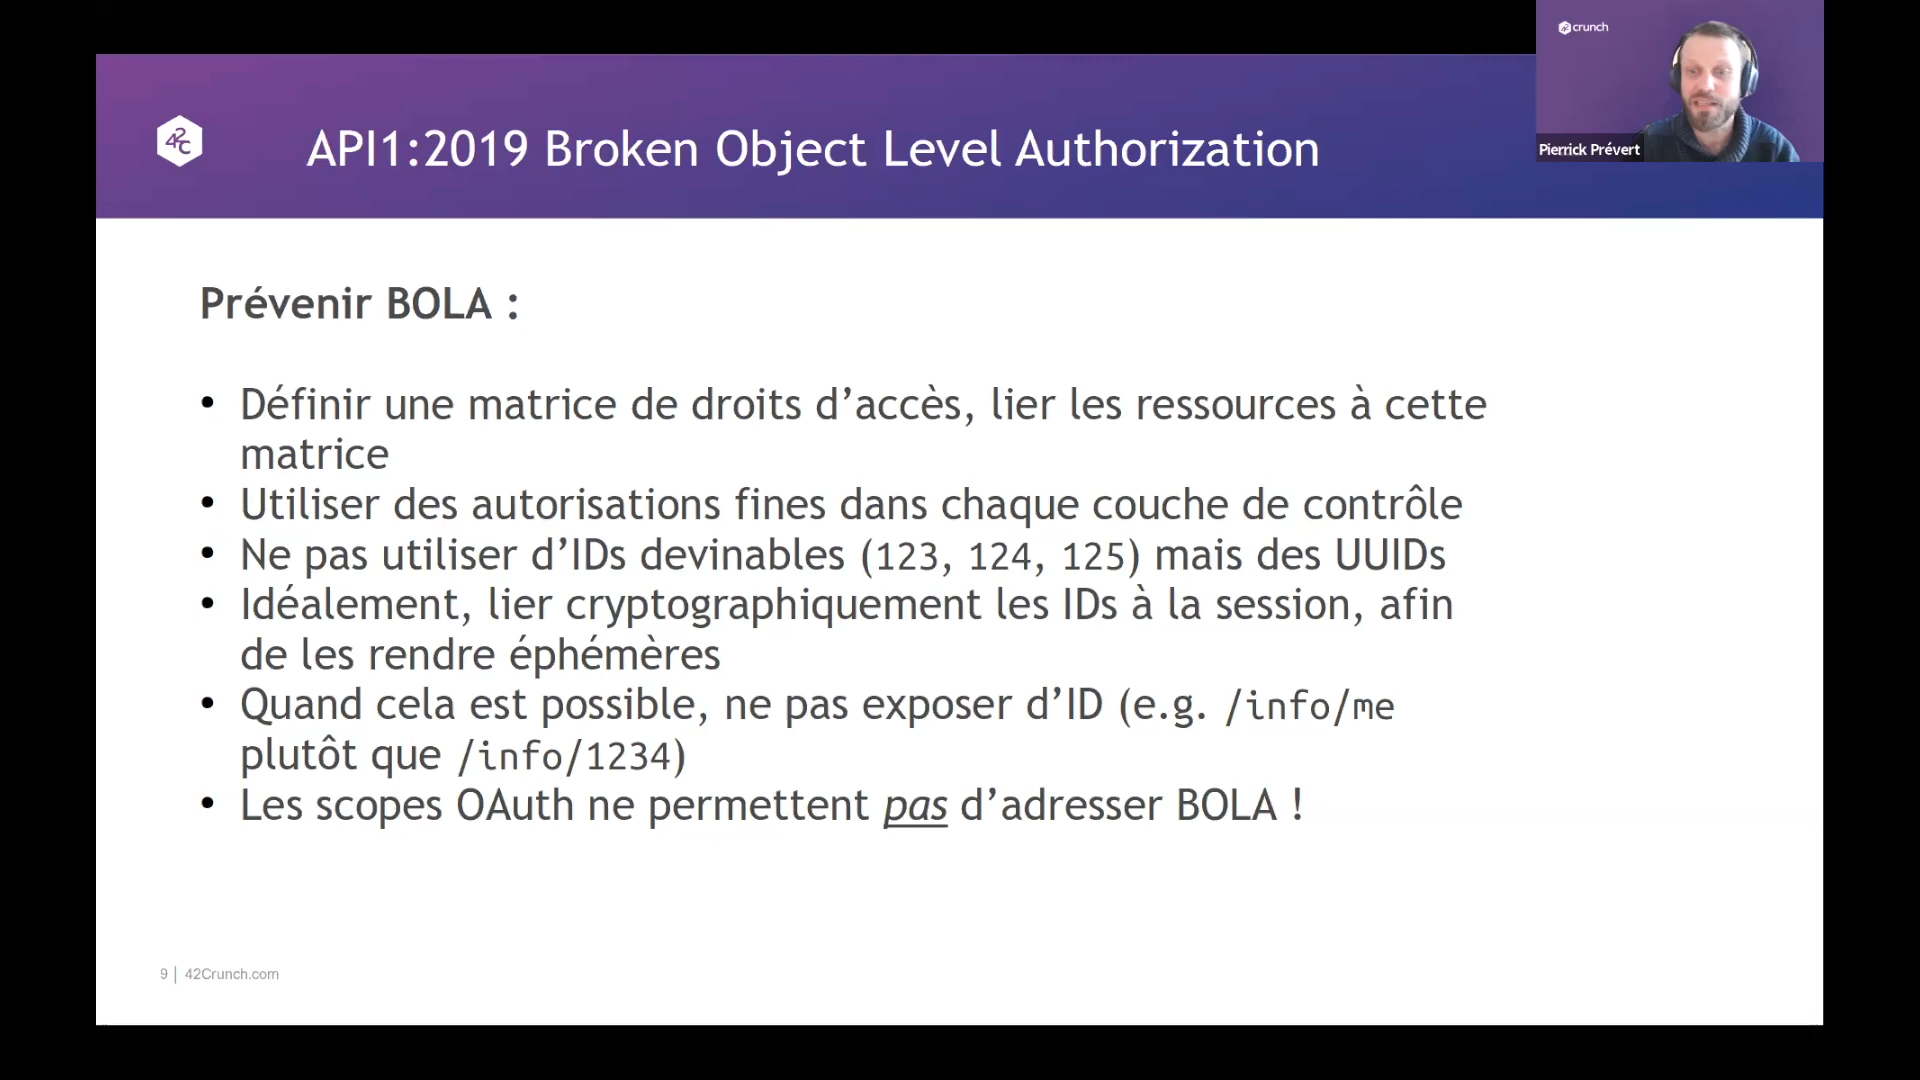 crunch
Pierrick Prévert
42c
API1:2019 Broken Object Level Authorization
Prévenir BOLA :
• Définir une matrice de droits d’accès, lier les ressources à cette
matrice
• Utiliser des autorisations fines dans chaque couche de contrôle
• Ne pas utiliser d’IDs devinables (123, 124, 125) mais des UUIDs
• Idéalement, lier cryptographiquement les IDs à la session, afin
de les rendre éphémères
• Quand cela est possible, ne pas exposer d’ID (e.g. /info/me
plutôt que /info/1234)
• Les scopes OAuth ne permettent pas d’adresser BOLA !
9 | 42Crunch.com